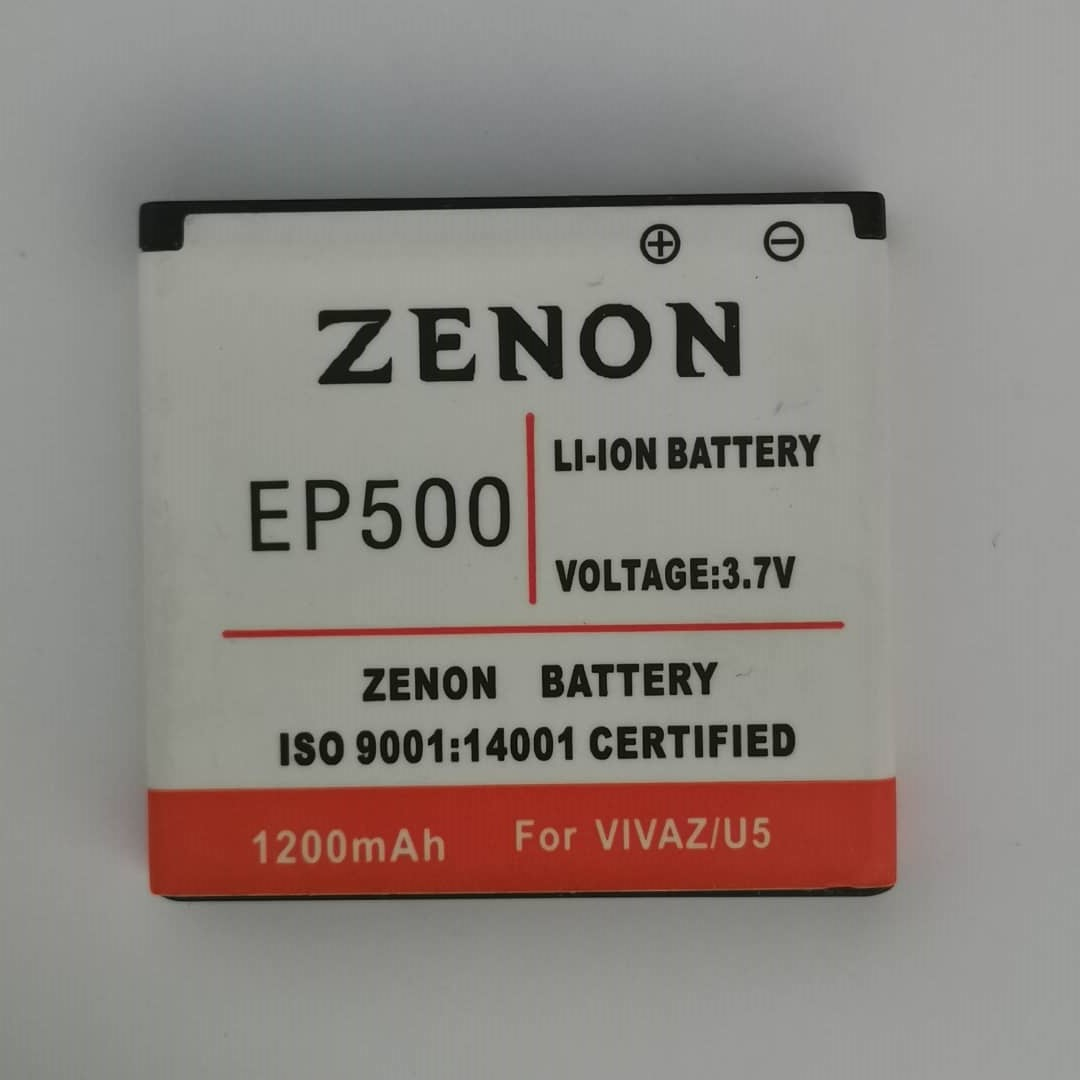 ⊕ ⊖
ZENON
EP500
LI-ION BATTERY
VOLTAGE:3.7V
ZENON BATTERY
ISO 9001:14001 CERTIFIED
1200mAh For VIVAZ/U5